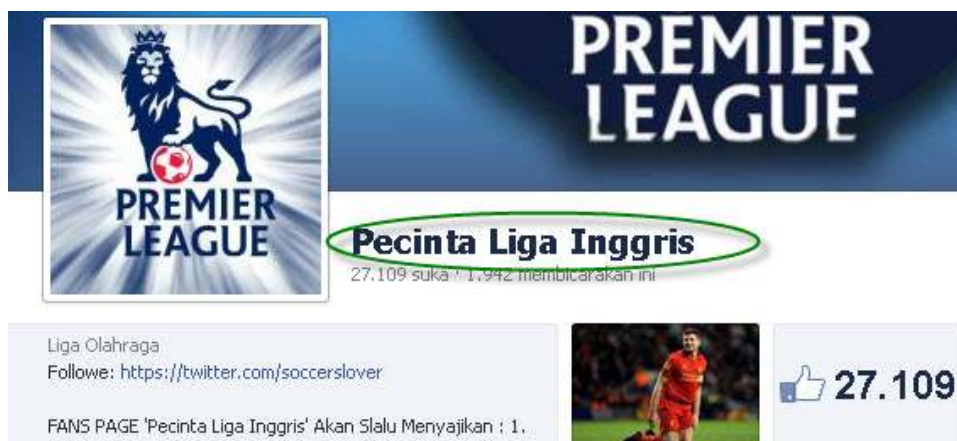 PREMIER
LEAGUE
PREMIER
LEAGUE
Pecinta Liga Inggris
27.109 suka · 1.942 membicarakan ini
Liga Olahraga
Followe: https://twitter.com/soccerslover
27.109
FANS PAGE 'Pecinta Liga Inggris' Akan Slalu Menyajikan : 1.